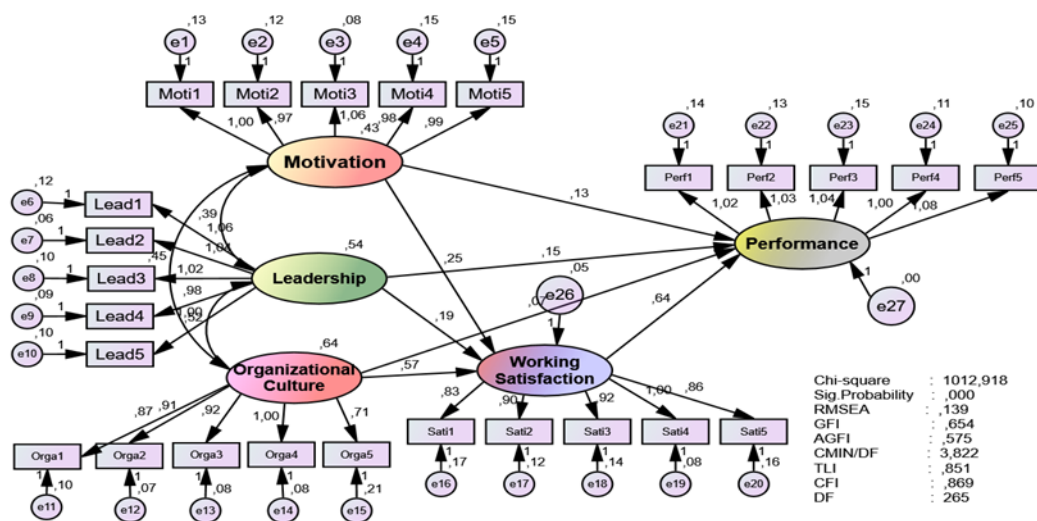 ,13 ,12 ,08 ,15 ,15
e1 e2 e3 e4 e5
1 1 1 1 1
Moti1 Moti2 Moti3 Moti4 Moti5
1,00 ,97 1,06 ,98 ,99
,43
Motivation
,14 ,13 ,15 ,11 ,10
e21 e22 e23 e24 e25
1 1 1 1 1
Perf1 Perf2 Perf3 Perf4 Perf5
1,02 1,03 1,04 1,00 1,08
Performance
,13
,15
,25
,07
,64
1 ,00
e27
,12
e6 1 Lead1
,06
e7 1 Lead2
,10
e8 1 Lead3
,09
e9 1 Lead4
,10
e10 1 Lead5
,39
1,06
1,04
,45
1,02
,98
1,00
,52
,54
Leadership
,19
,05
e26
1
,64
Organizational
Culture
,57
Working
Satisfaction
,87 ,91 ,92 1,00 ,71
Orga1 Orga2 Orga3 Orga4 Orga5
1 1 1 1 1
,10 ,07 ,08 ,08 ,21
e11 e12 e13 e14 e15
,83 ,90 ,92 1,00 ,86
Sati1 Sati2 Sati3 Sati4 Sati5
1 1 1 1 1
,17 ,12 ,14 ,08 ,16
e16 e17 e18 e19 e20
Chi-square : 1012,918
Sig.Probability : ,000
RMSEA : ,139
GFI : ,654
AGFI : ,575
CMIN/DF : 3,822
TLI : ,851
CFI : ,869
DF : 265